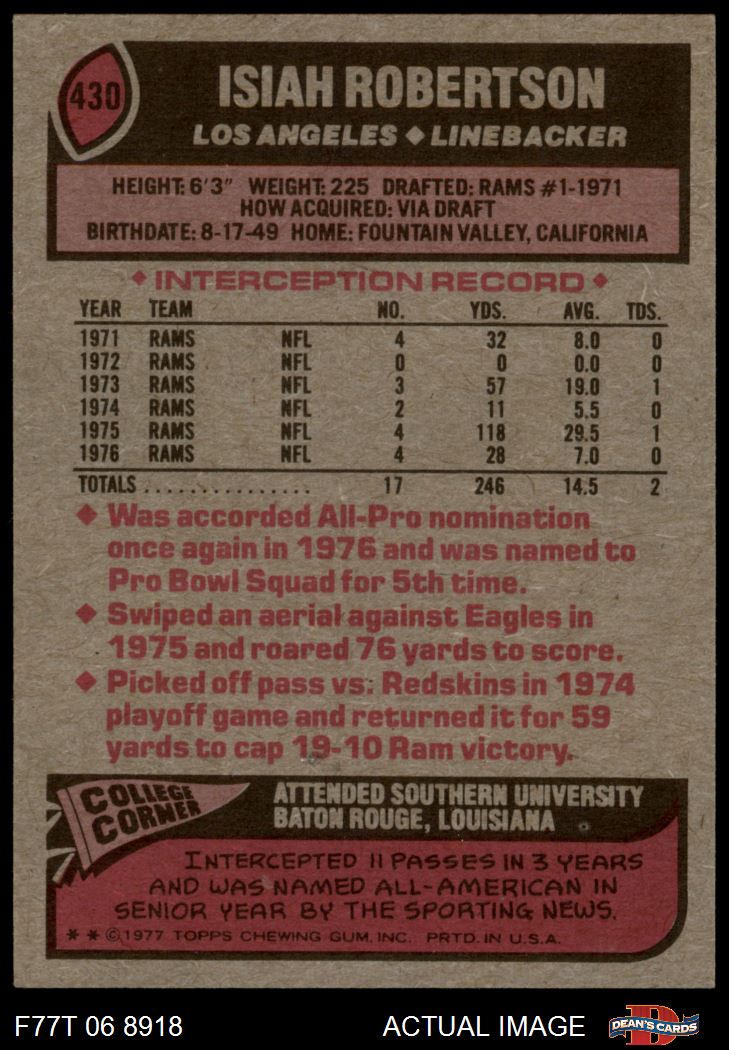 430
ISIAH ROBERTSON
LOS ANGELES ◆ LINEBACKER
HEIGHT: 6'3" WEIGHT: 225 DRAFTED: RAMS #1-1971
HOW ACQUIRED: VIA DRAFT
BIRTHDATE: 8-17-49 HOME: FOUNTAIN VALLEY, CALIFORNIA
◆ INTERCEPTION RECORD ◆
YEAR TEAM NO. YDS. AVG. TDS.
1971 RAMS NFL 4 32 8.0 0
1972 RAMS NFL 0 0 0.0 0
1973 RAMS NFL 3 57 19.0 1
1974 RAMS NFL 2 11 5.5 0
1975 RAMS NFL 4 118 29.5 1
1976 RAMS NFL 4 28 7.0 0
TOTALS ................ 17 246 14.5 2
◆ Was accorded All-Pro nomination
once again in 1976 and was named to
Pro Bowl Squad for 5th time.
◆ Swiped an aerial against Eagles in
1975 and roared 76 yards to score.
◆ Picked off pass vs. Redskins in 1974
playoff game and returned it for 59
yards to cap 19-10 Ram victory.
COLLEGE
CORNER
ATTENDED SOUTHERN UNIVERSITY
BATON ROUGE, LOUISIANA
INTERCEPTED 11 PASSES IN 3 YEARS
AND WAS NAMED ALL-AMERICAN IN
SENIOR YEAR BY THE SPORTING NEWS.
* * © 1977 TOPPS CHEWING GUM, INC. PRTD. IN U.S.A.
F77T 06 8918 ACTUAL IMAGE
D
DEAN'S CARDS